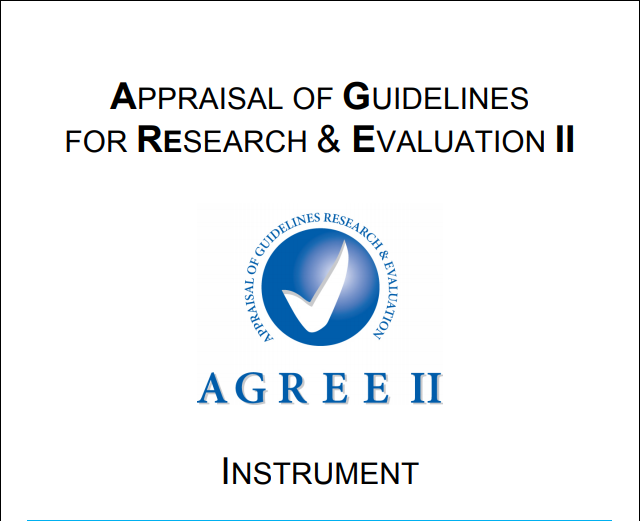 APPRAISAL OF GUIDELINES
FOR RESEARCH & EVALUATION II
APPRAISAL OF GUIDELINES RESEARCH & EVALUATION
AGREE II
INSTRUMENT